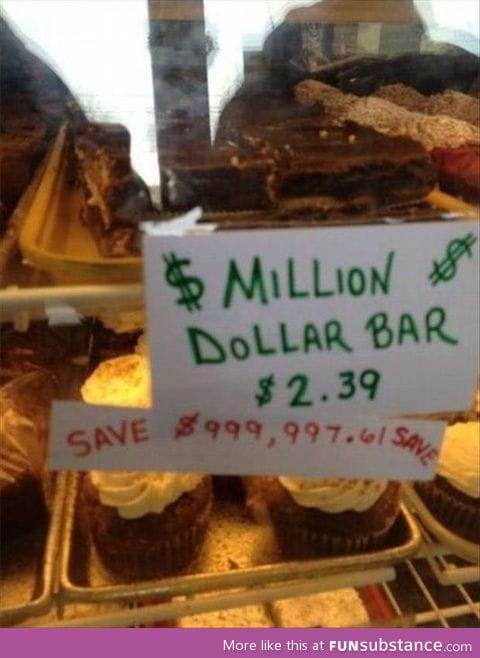 $ MILLION $
DOLLAR BAR
$2.39
SAVE $999,997.61 SAVE
More like this at FUNsubstance.com